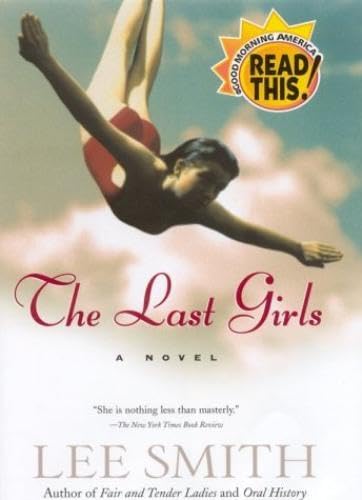 GOOD MORNING AMERICA
READ
THIS!
The Last Girls
A NOVEL
"She is nothing less than masterly."
—The New York Times Book Review
LEE SMITH
Author of Fair and Tender Ladies and Oral History